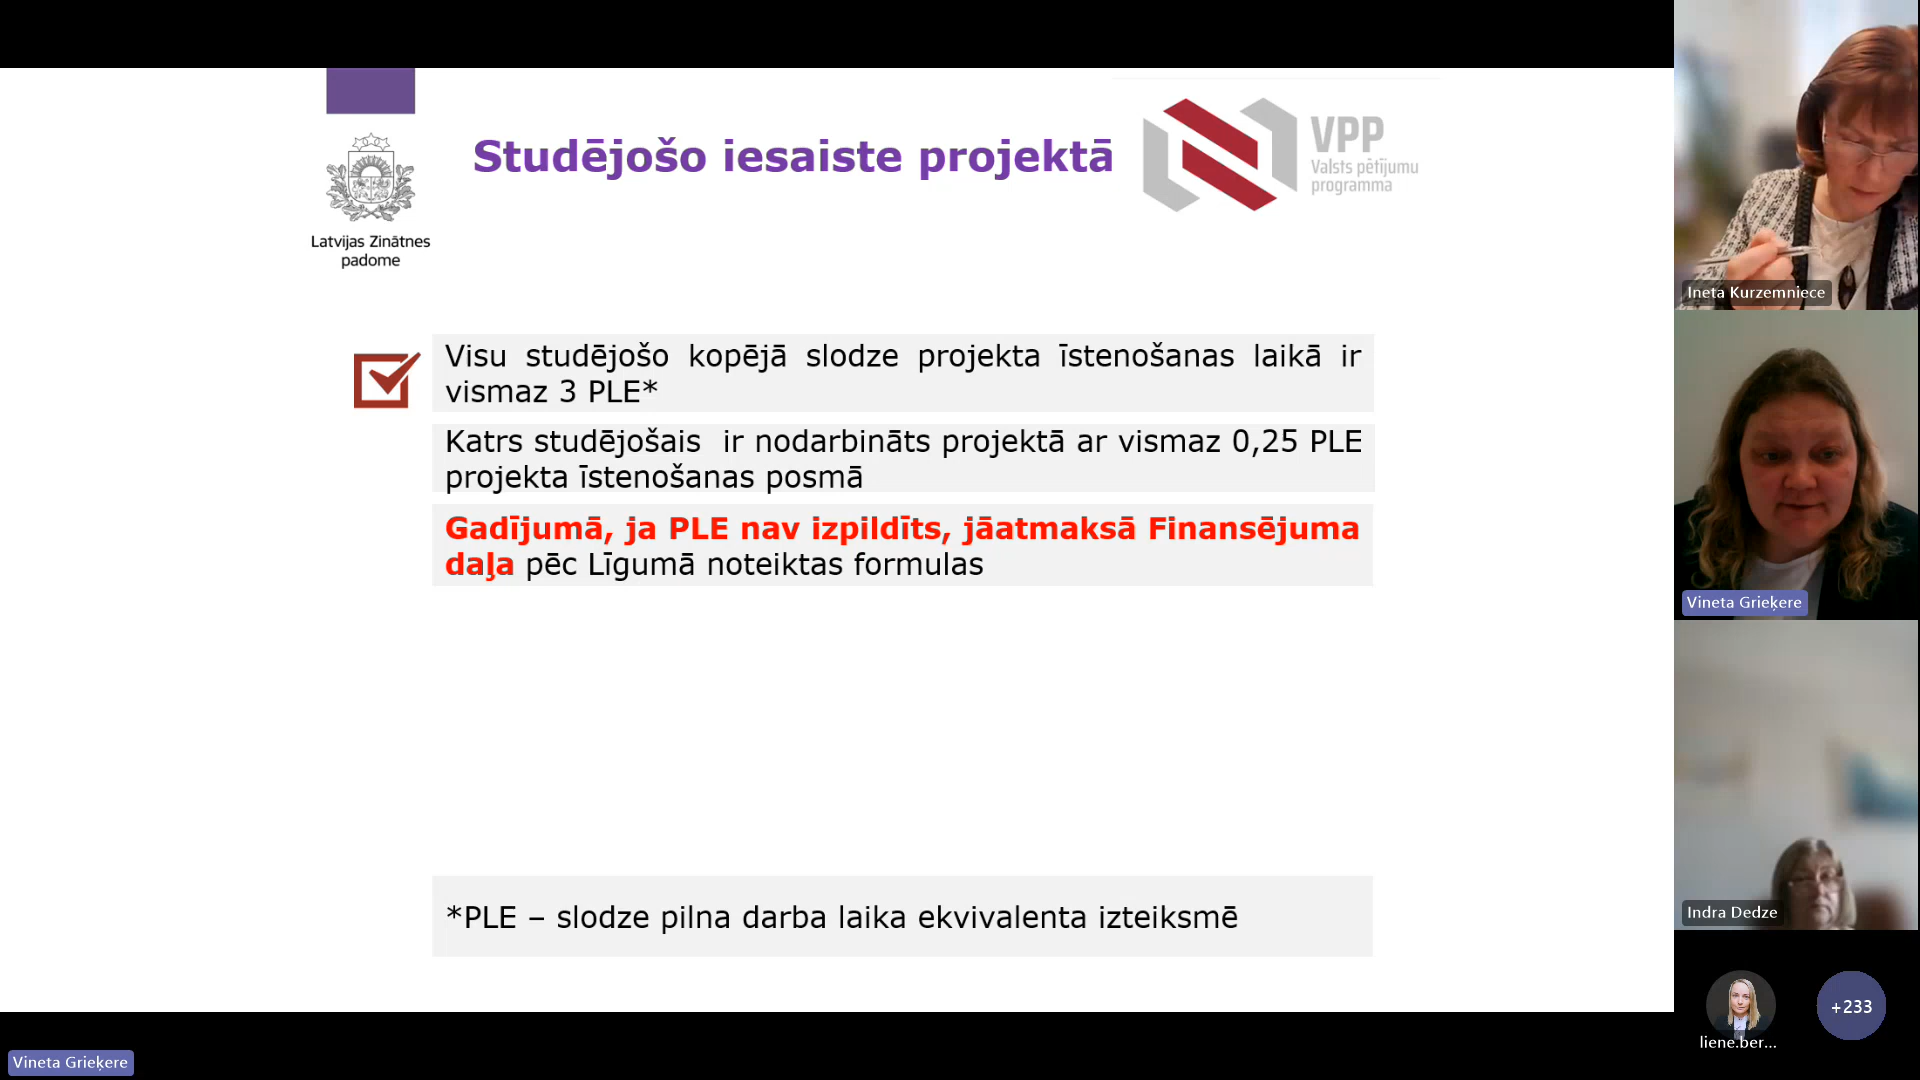 Studējošo iesaiste projektā
VPP
Valsts pētījumu
programma
Latvijas Zinātnes
padome
Visu studējošo kopējā slodze projekta īstenošanas laikā ir
vismaz 3 PLE*
Katrs studējošais ir nodarbināts projektā ar vismaz 0,25 PLE
projekta īstenošanas posmā
Gadījumā, ja PLE nav izpildīts, jāatmaksā Finansējuma
daļa pēc Līgumā noteiktas formulas
*PLE – slodze pilna darba laika ekvivalenta izteiksmē
Ineta Kurzemniece
Vineta Grieķere
Indra Dedze
liene.ber...
+233
Vineta Grieķere